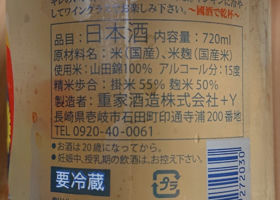 てワイングラスでお楽しみ下さい。～國酒で乾杯～
品目：日本酒 内容量：720ml
原材料名：米(国産)、米麹(国産米)
使用米：山田錦100% アルコール分：15度
精米歩合：掛米 55% 麹米 50%
製造者：重家酒造株式会社+Y
長崎県壱岐市石田町印通寺浦200番地
TEL 0920-40-0061
●お酒は20歳になってから。
●妊娠中、授乳期の飲酒はお控え下さい。
要冷蔵
プラ
272030